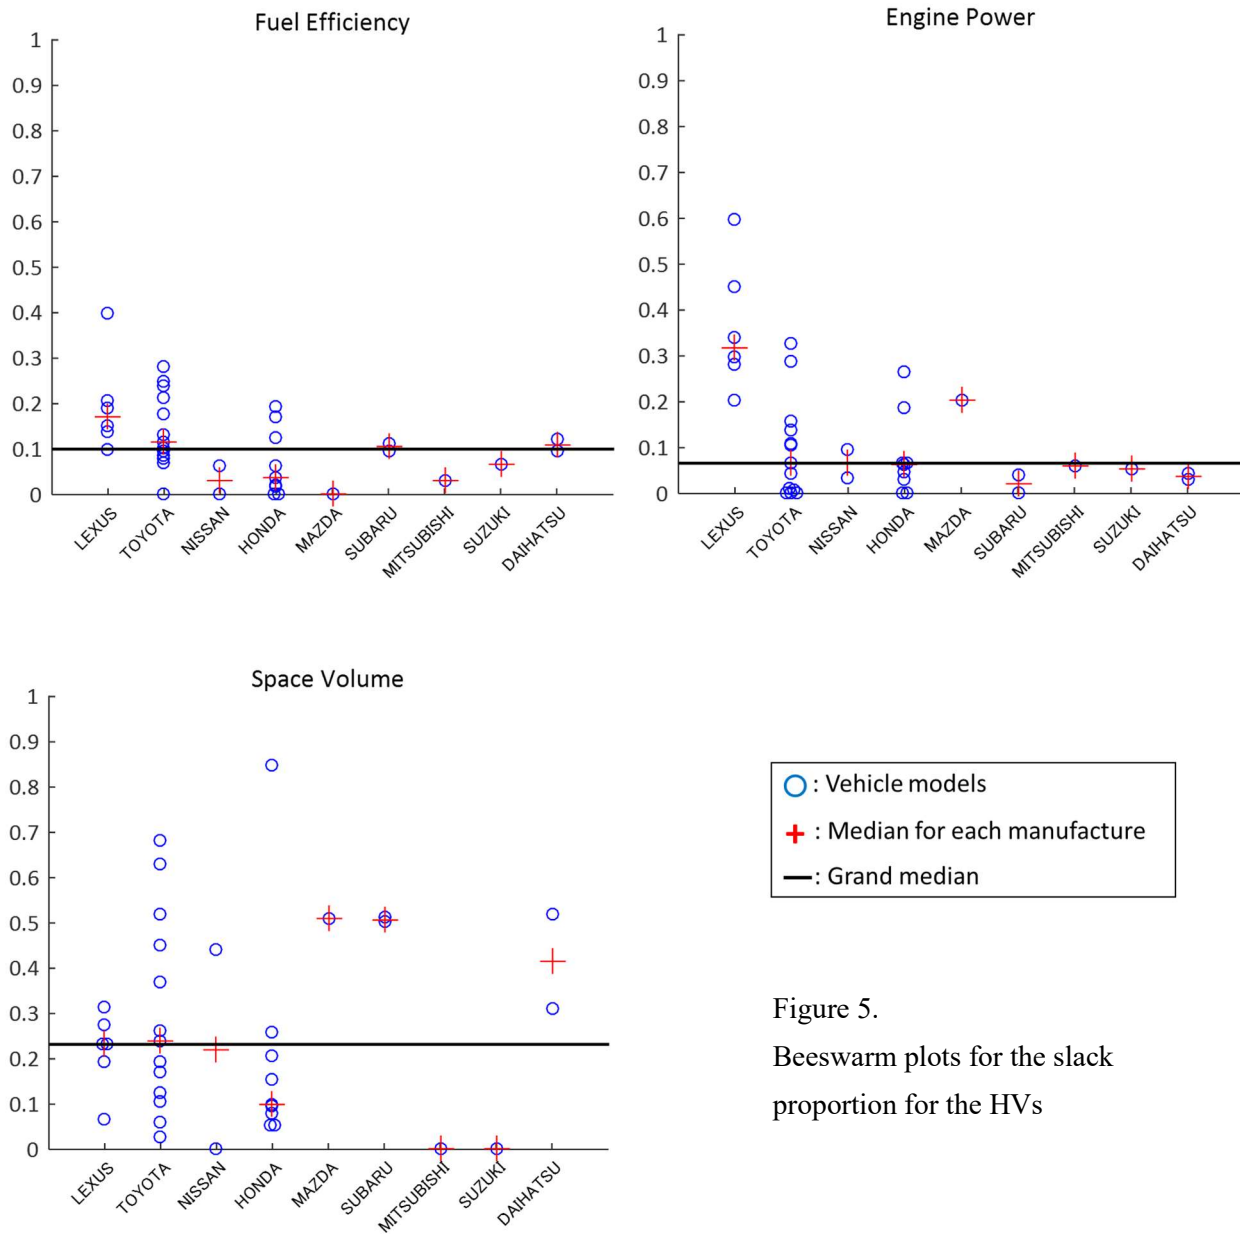 Fuel Efficiency
1
0.9
0.8
0.7
0.6
0.5
0.4
0.3
0.2
0.1
0
LEXUS
TOYOTA
NISSAN
HONDA
MAZDA
SUBARU
MITSUBISHI
SUZUKI
DAIHATSU
Engine Power
1
0.9
0.8
0.7
0.6
0.5
0.4
0.3
0.2
0.1
0
LEXUS
TOYOTA
NISSAN
HONDA
MAZDA
SUBARU
MITSUBISHI
SUZUKI
DAIHATSU
Space Volume
1
0.9
0.8
0.7
0.6
0.5
0.4
0.3
0.2
0.1
0
LEXUS
TOYOTA
NISSAN
HONDA
MAZDA
SUBARU
MITSUBISHI
SUZUKI
DAIHATSU
: Vehicle models
: Median for each manufacture
: Grand median
Figure 5.
Beeswarm plots for the slack
proportion for the HVs